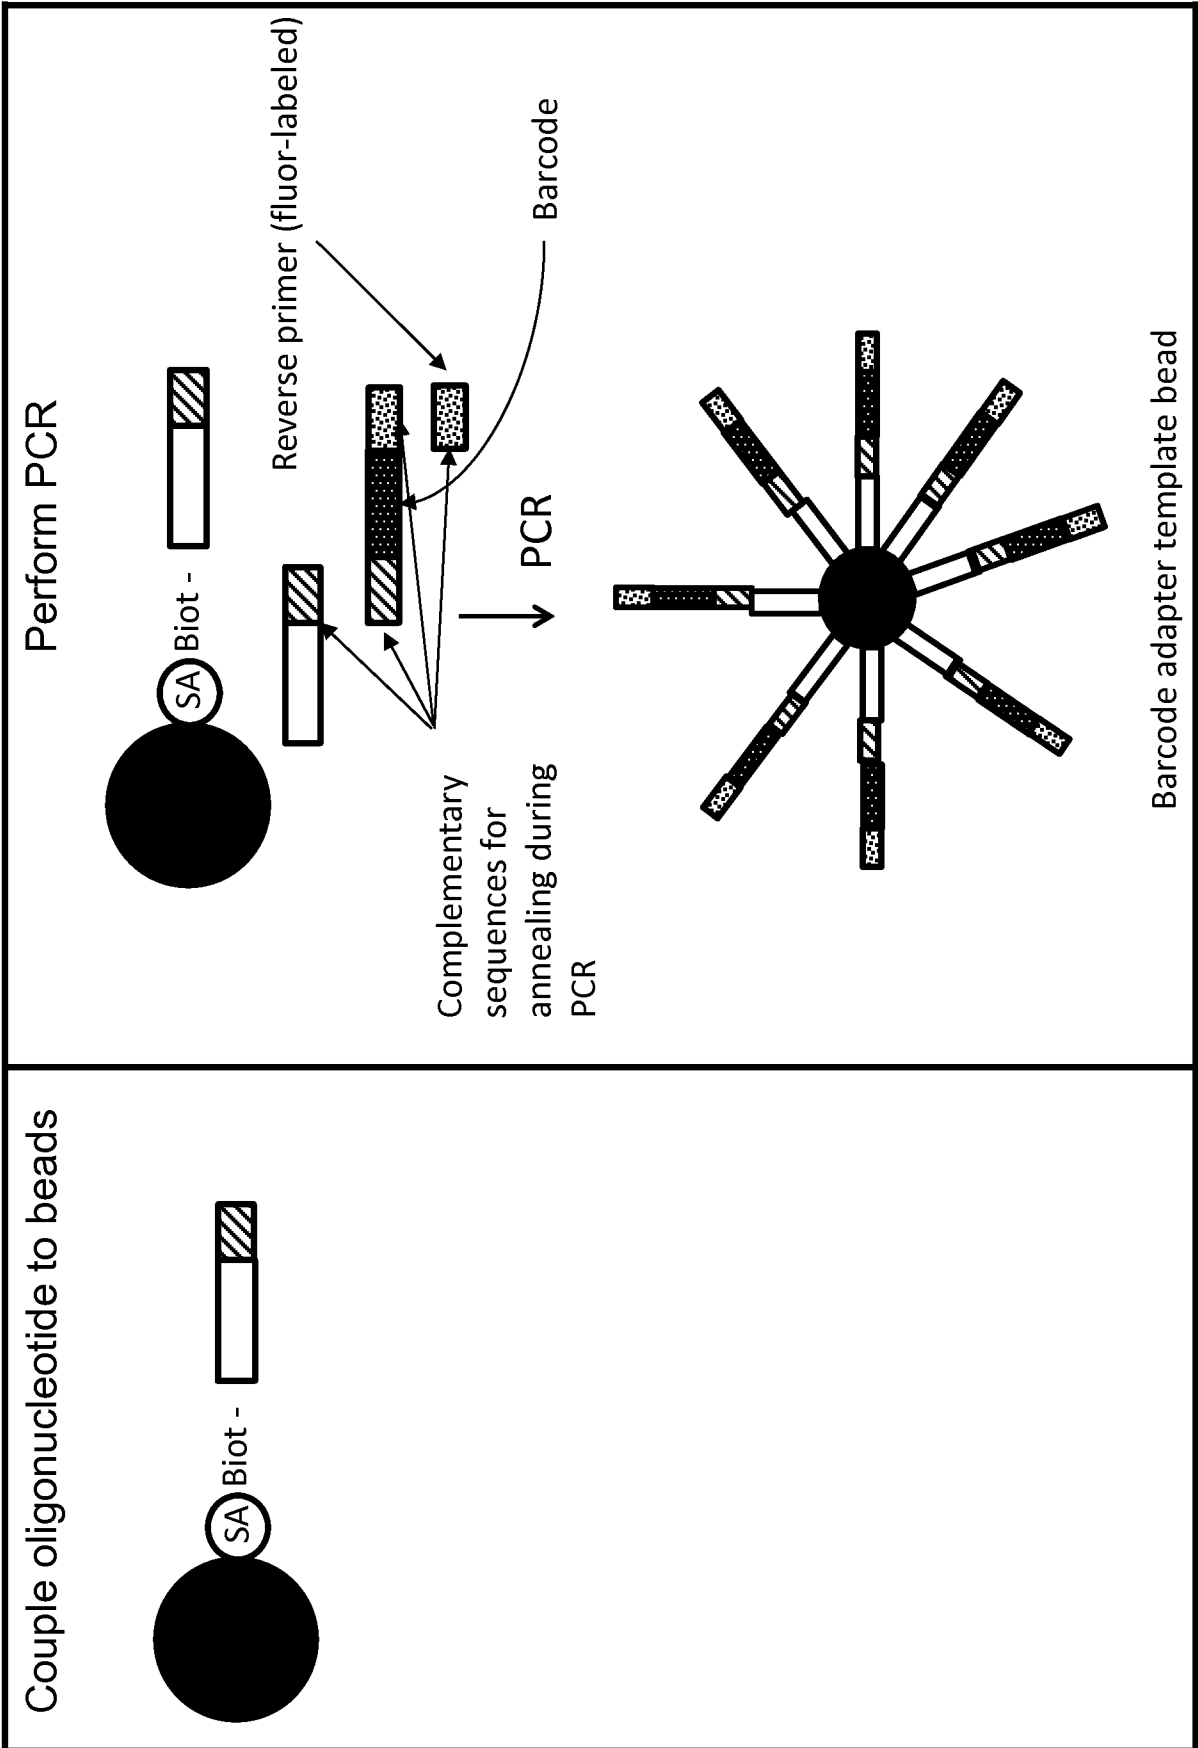 Couple oligonucleotide to beads
SA
Biot -
Perform PCR
SA
Biot -
Reverse primer (fluor-labeled)
Barcode
Complementary
sequences for
annealing during
PCR
PCR
Barcode adapter template bead